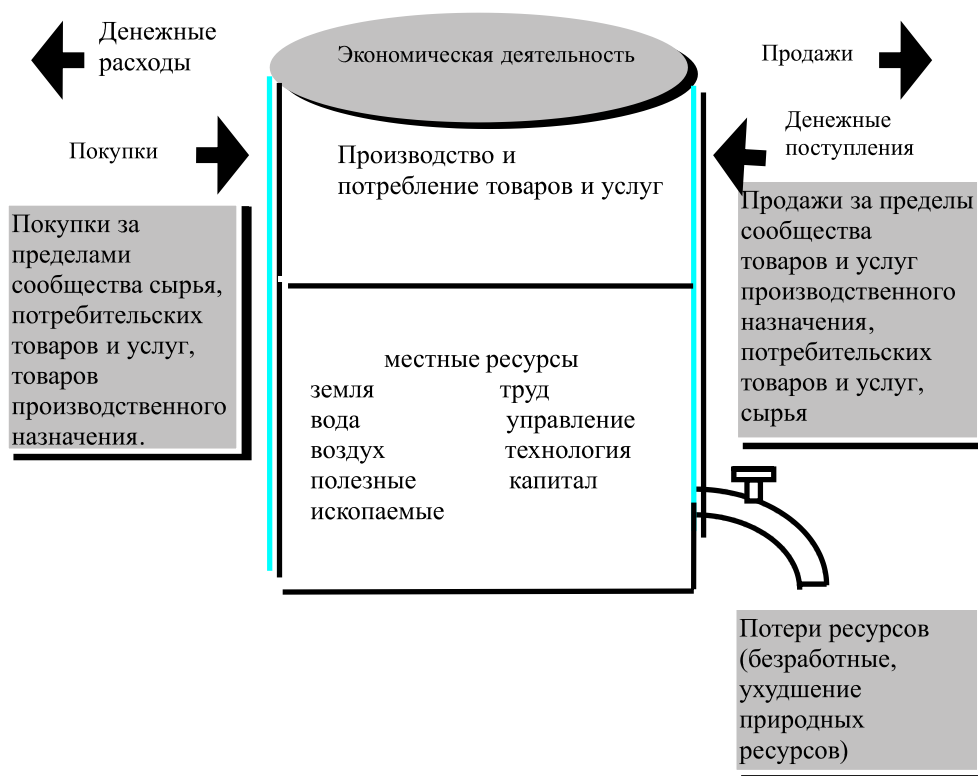 Денежные
расходы
Экономическая деятельность
Продажи
Покупки
Денежные
поступления
Производство и
потребление товаров и услуг
Покупки за
пределами
сообщества сырья,
потребительских
товаров и услуг,
товаров
производственного
назначения.
Продажи за пределы
сообщества
товаров и услуг
производственного
назначения,
потребительских
товаров и услуг,
сырья
местные ресурсы
земля труд
вода управление
воздух технология
полезные капитал
ископаемые
Потери ресурсов
(безработные,
ухудшение
природных
ресурсов)